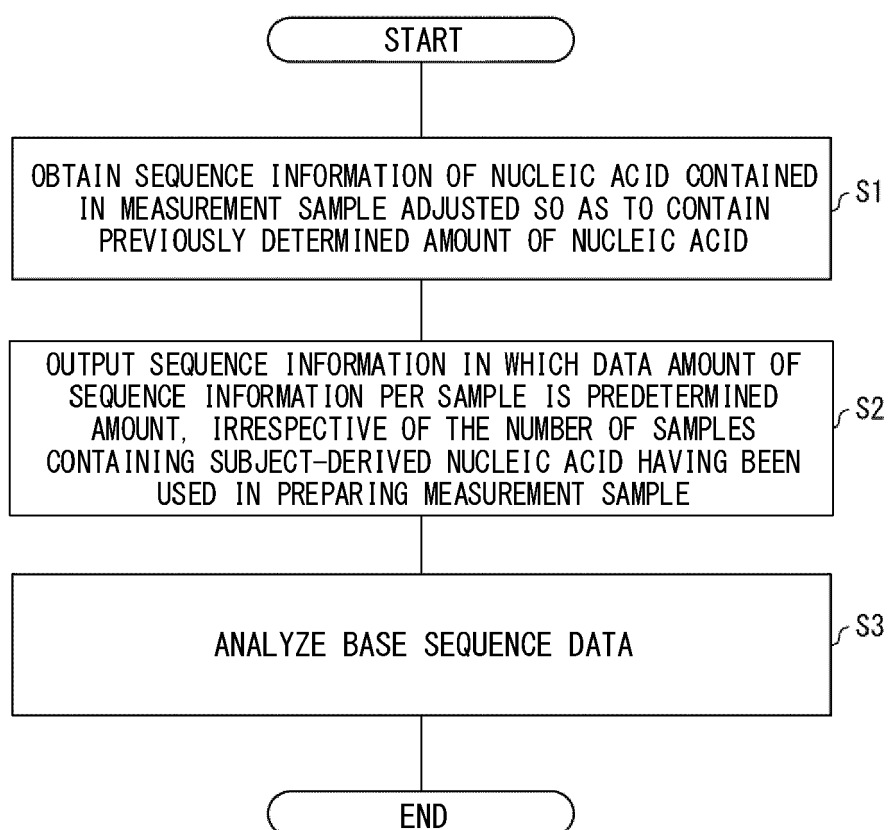 START
OBTAIN SEQUENCE INFORMATION OF NUCLEIC ACID CONTAINED
IN MEASUREMENT SAMPLE ADJUSTED SO AS TO CONTAIN
PREVIOUSLY DETERMINED AMOUNT OF NUCLEIC ACID
S1
OUTPUT SEQUENCE INFORMATION IN WHICH DATA AMOUNT OF
SEQUENCE INFORMATION PER SAMPLE IS PREDETERMINED
AMOUNT, IRRESPECTIVE OF THE NUMBER OF SAMPLES
CONTAINING SUBJECT-DERIVED NUCLEIC ACID HAVING BEEN
USED IN PREPARING MEASUREMENT SAMPLE
S2
ANALYZE BASE SEQUENCE DATA
S3
END